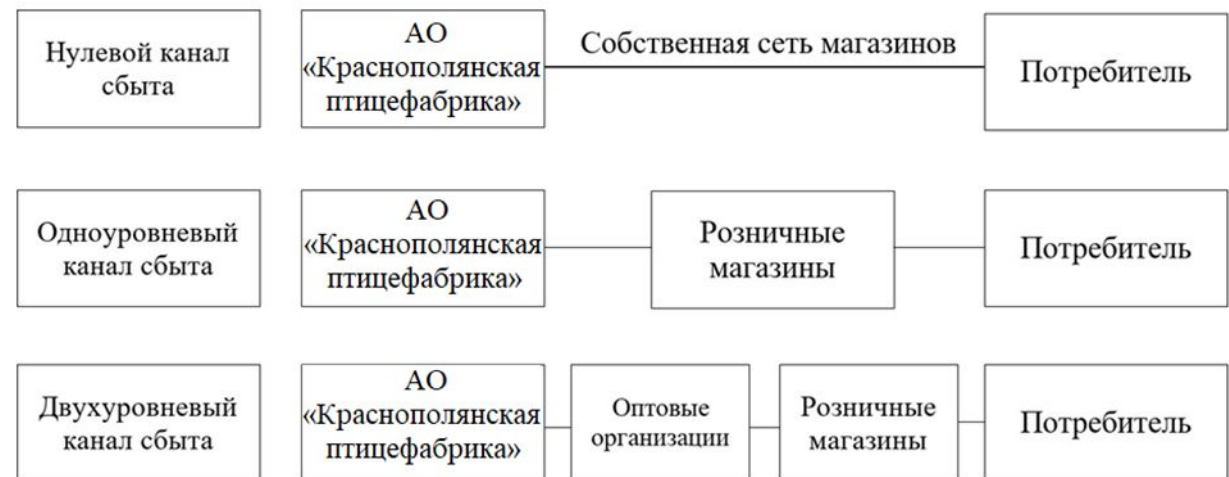 Нулевой канал
сбыта
АО
«Краснополянская
птицефабрика»
Собственная сеть магазинов
Потребитель
Одноуровневый
канал сбыта
АО
«Краснополянская
птицефабрика»
Розничные
магазины
Потребитель
Двухуровневый
канал сбыта
АО
«Краснополянская
птицефабрика»
Оптовые
организации
Розничные
магазины
Потребитель